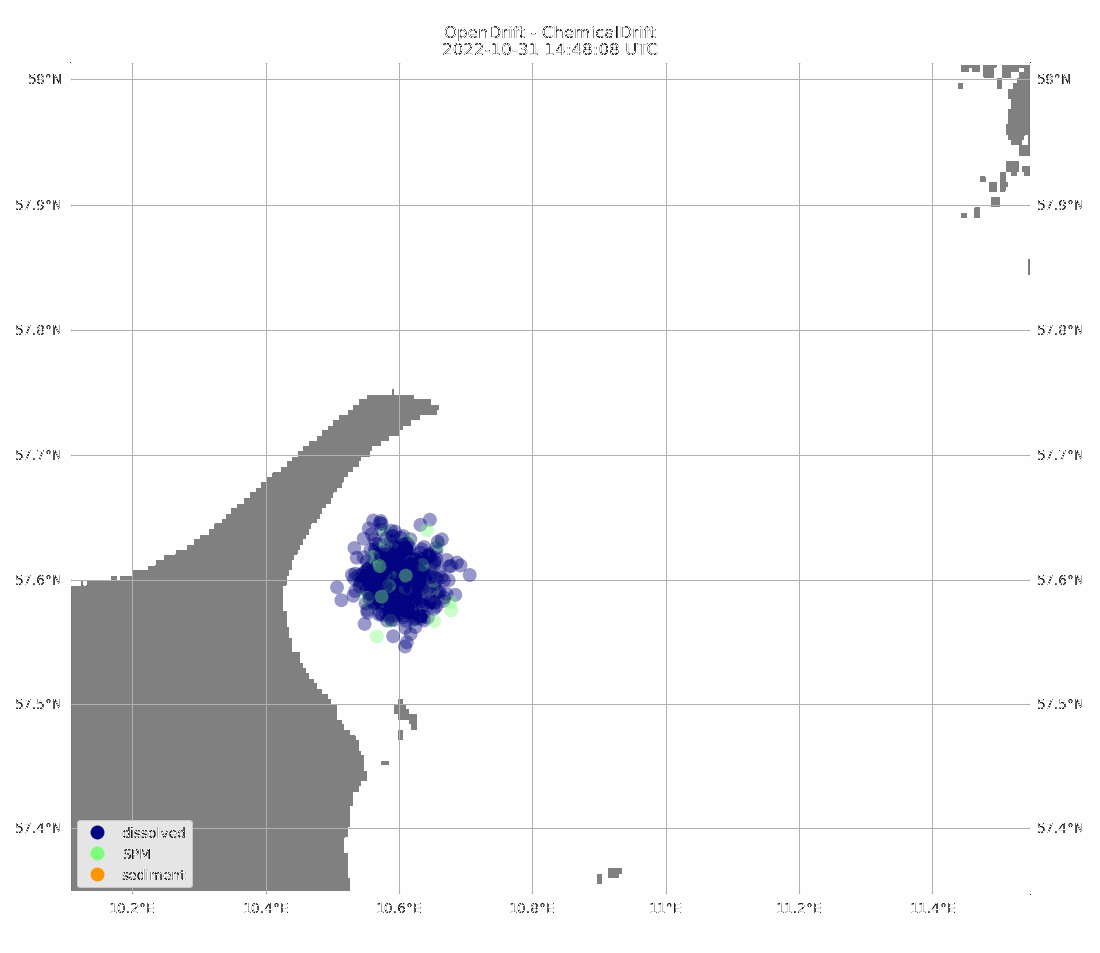 OpenDrift - ChemicalDrift
2022-10-31 14:48:08 UTC
58°N 58°N
57.9°N 57.9°N
57.8°N 57.8°N
57.7°N 57.7°N
57.6°N 57.6°N
57.5°N 57.5°N
57.4°N 57.4°N
dissolved
SPM
sediment
10.2°E 10.4°E 10.6°E 10.8°E 11°E 11.2°E 11.4°E